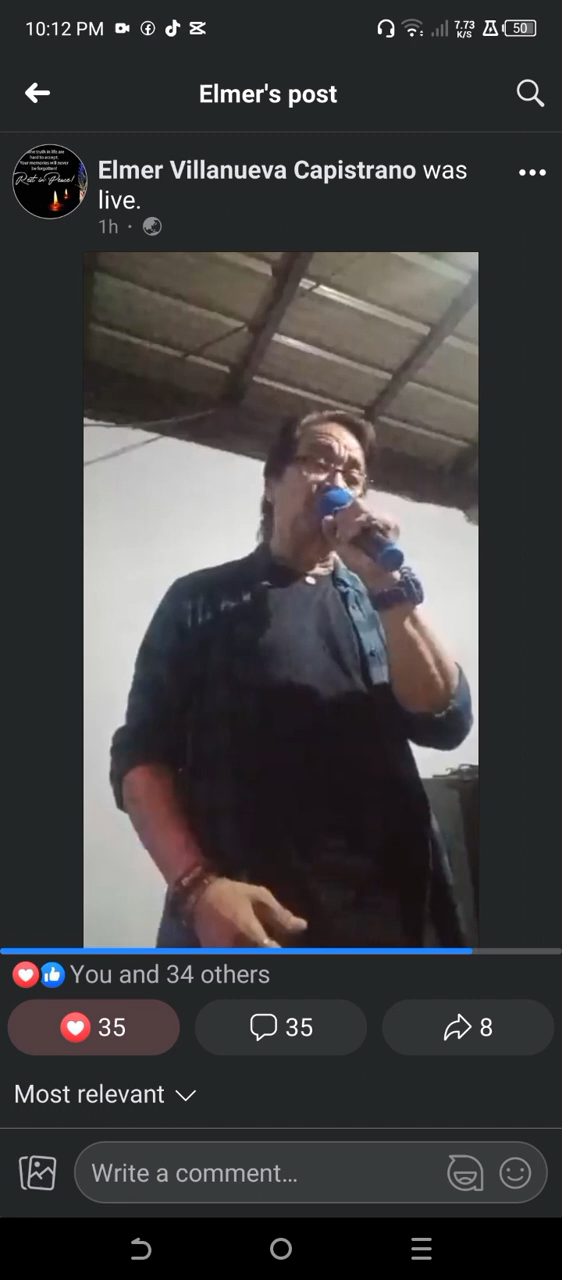 10:12 PM
7.73
K/S
50
Elmer's post
Elmer Villanueva Capistrano was
live.
1h ·
You and 34 others
35
35
8
Most relevant
Write a comment...
Rest in Peace!